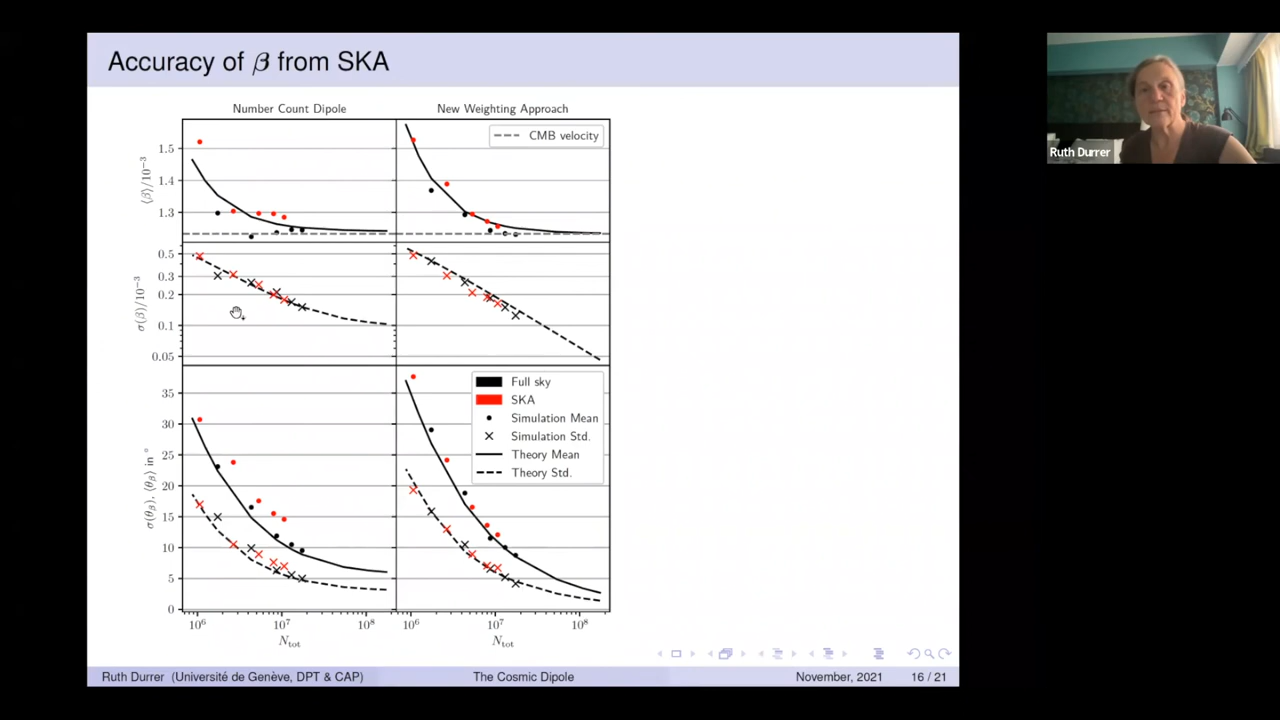 Accuracy of β from SKA
Number Count Dipole
New Weighting Approach
CMB velocity
⟨β⟩/10⁻³
1.5
1.4
1.3
σ(β)/10⁻³
0.5
0.3
0.2
0.1
0.05
σ(θ_β), ⟨θ_β⟩ in °
35
30
25
20
15
10
5
0
Full sky
SKA
Simulation Mean
Simulation Std.
Theory Mean
Theory Std.
10⁶ 10⁷ 10⁸
10⁶ 10⁷ 10⁸
N_tot
N_tot
Ruth Durrer (Université de Genève, DPT & CAP)
The Cosmic Dipole
November, 2021
16 / 21
Ruth Durrer